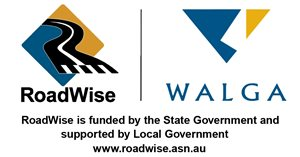 RoadWise
WALGA
RoadWise is funded by the State Government and
supported by Local Government
www.roadwise.asn.au